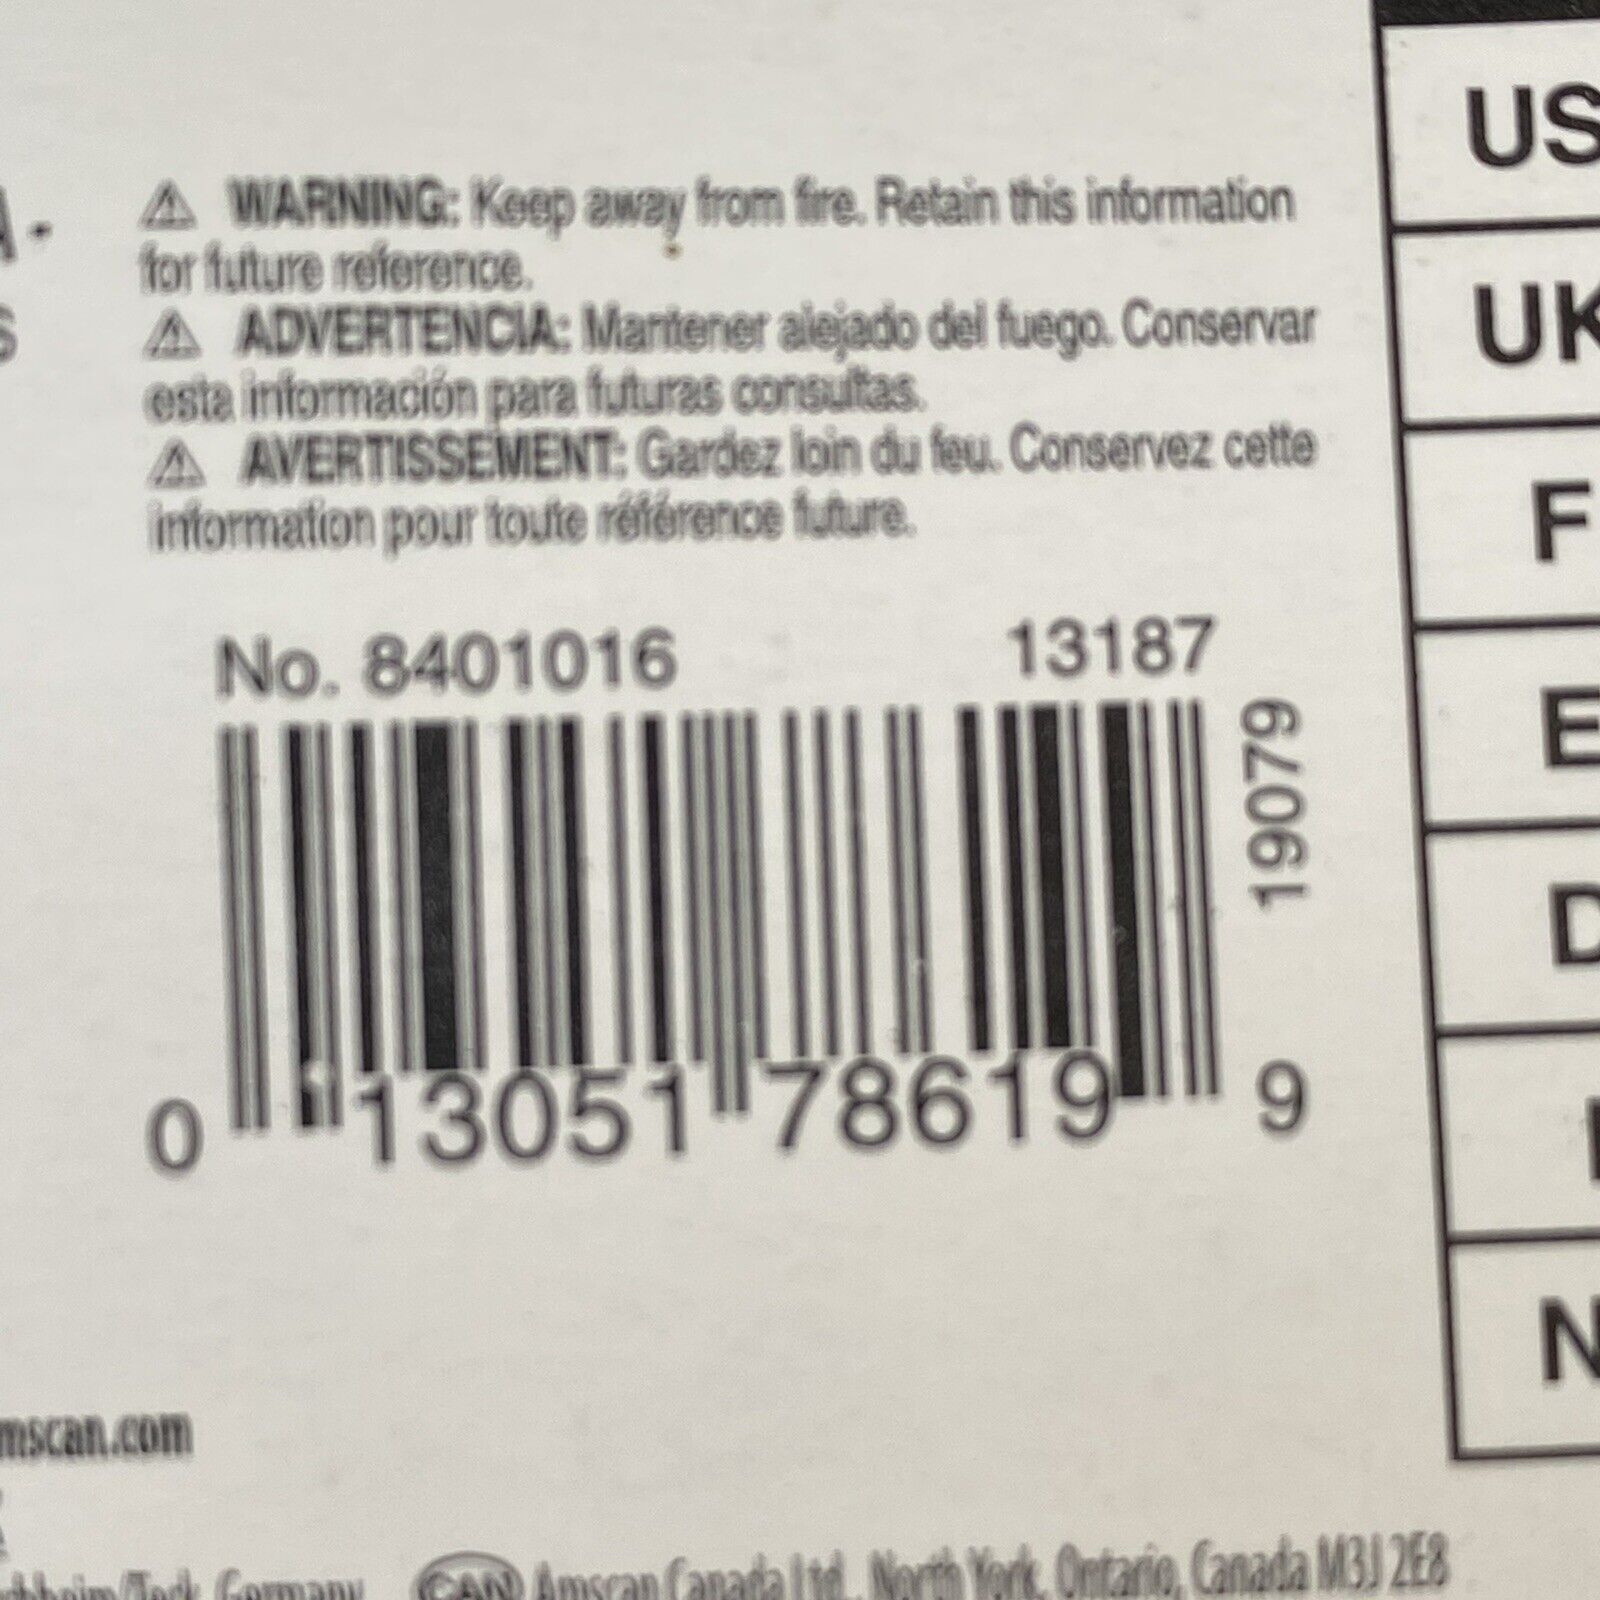 ⚠ WARNING: Keep away from fire. Retain this information
for future reference.
⚠ ADVERTENCIA: Mantener alejado del fuego. Conservar
esta información para futuras consultas.
⚠ AVERTISSEMENT: Gardez loin du feu. Conservez cette
information pour toute référence future.
No. 8401016 13187
19079
0 13051 78619 9
mscan.com
Germany CAN Amscan Canada Ltd., North York, Ontario, Canada M3J 2E8
US
UK
F
E
D
N